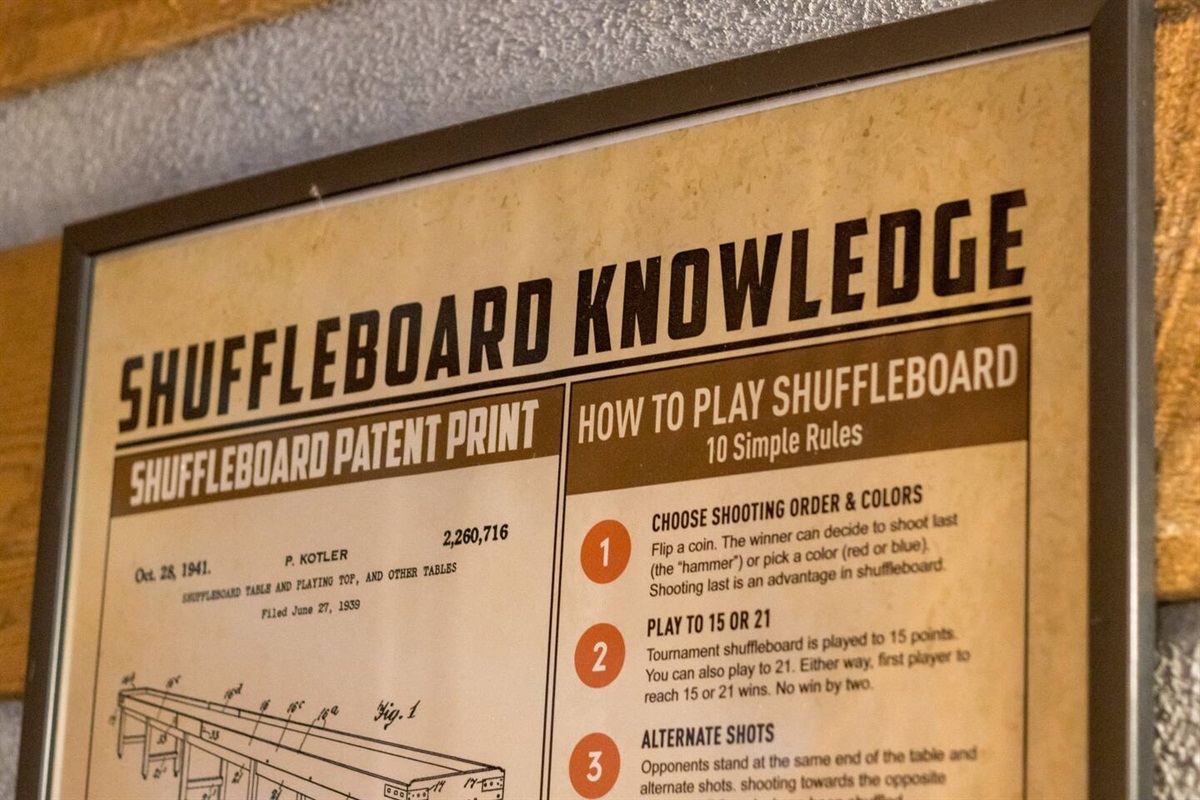 SHUFFLEBOARD KNOWLEDGE
SHUFFLEBOARD PATENT PRINT
Oct. 28, 1941.
P. KOTLER
2,260,716
SHUFFLEBOARD TABLE AND PLAYING TOP, AND OTHER TABLES
Filed June 27, 1939
Fig. 1
16d
16
16c
16a
33
14
HOW TO PLAY SHUFFLEBOARD
10 Simple Rules
1
CHOOSE SHOOTING ORDER & COLORS
Flip a coin. The winner can decide to shoot last
(the “hammer”) or pick a color (red or blue).
Shooting last is an advantage in shuffleboard.
2
PLAY TO 15 OR 21
Tournament shuffleboard is played to 15 points.
You can also play to 21. Either way, first player to
reach 15 or 21 wins. No win by two.
3
ALTERNATE SHOTS
Opponents stand at the same end of the table and
alternate shots. shooting towards the opposite